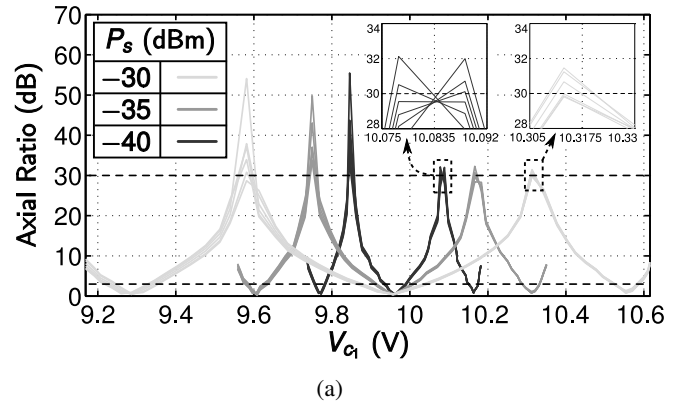 70
60
50
40
30
20
10
0
Axial Ratio (dB)
P_s (dBm)
−30
−35
−40
34
32
30
28
10.075 10.0835 10.092
34
32
30
28
10.305 10.3175 10.33
9.2 9.4 9.6 9.8 10 10.2 10.4 10.6
V_{c_1} (V)
(a)